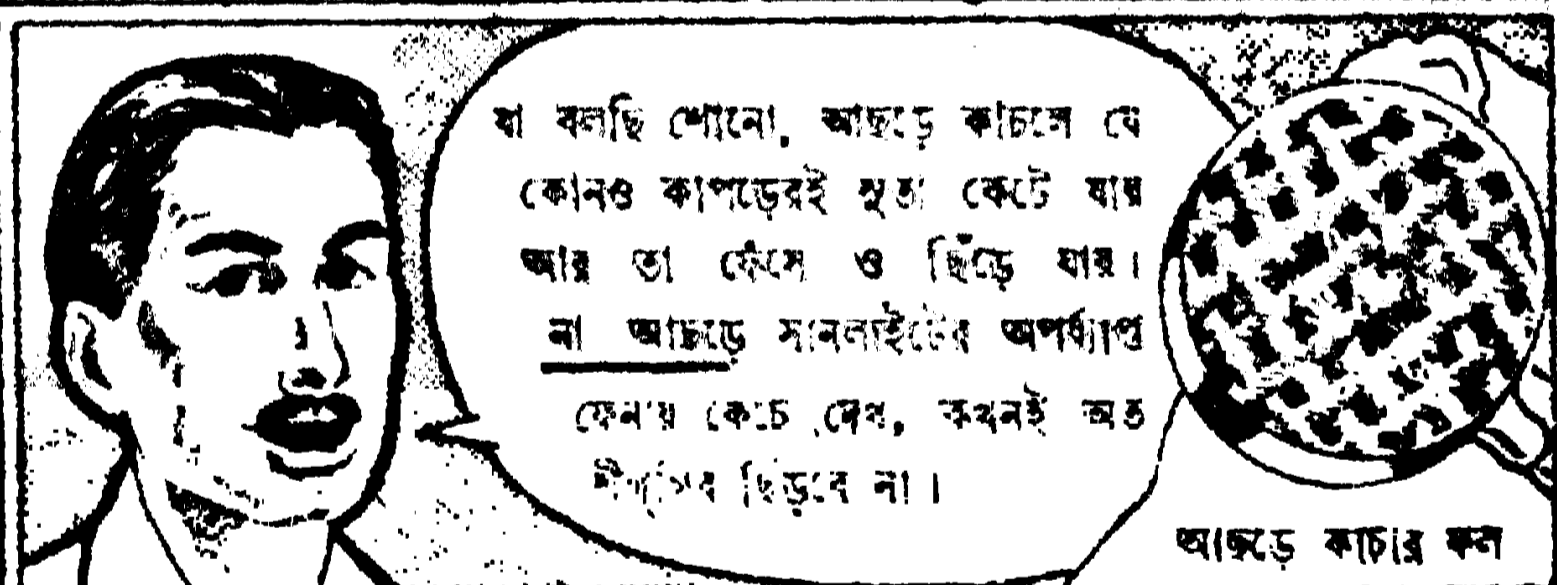 যা বলছি শোনো, আছড়ে কাচলে যে
কোনও কাপড়েরই সুতা কেটে যায়
আর তা ফেঁসে ও ছিঁড়ে যায়।
না আছড়ে সানলাইটের অপর্য্যাপ্ত
ফেনায় কেচে দেখ, কখনই অত
শীগ্গির ছিঁড়বে না।
আছড়ে কাচার ফল